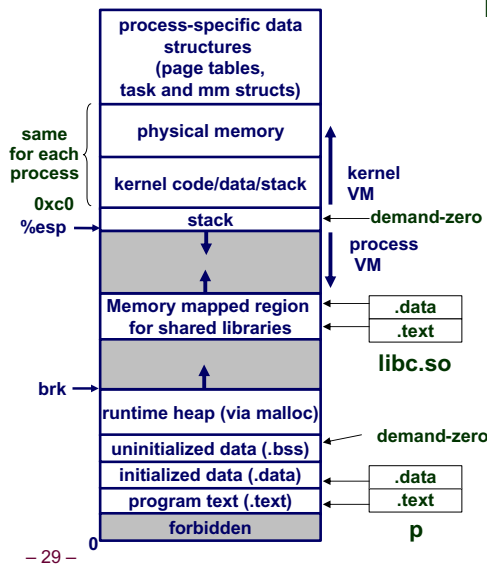 process-specific data
structures
(page tables,
task and mm structs)
same
for each
process
physical memory
kernel code/data/stack
kernel
VM
0xc0
stack
demand-zero
%esp
process
VM
Memory mapped region
for shared libraries
.data
.text
libc.so
brk
runtime heap (via malloc)
uninitialized data (.bss)
demand-zero
initialized data (.data)
program text (.text)
.data
.text
forbidden
p
0
– 29 –